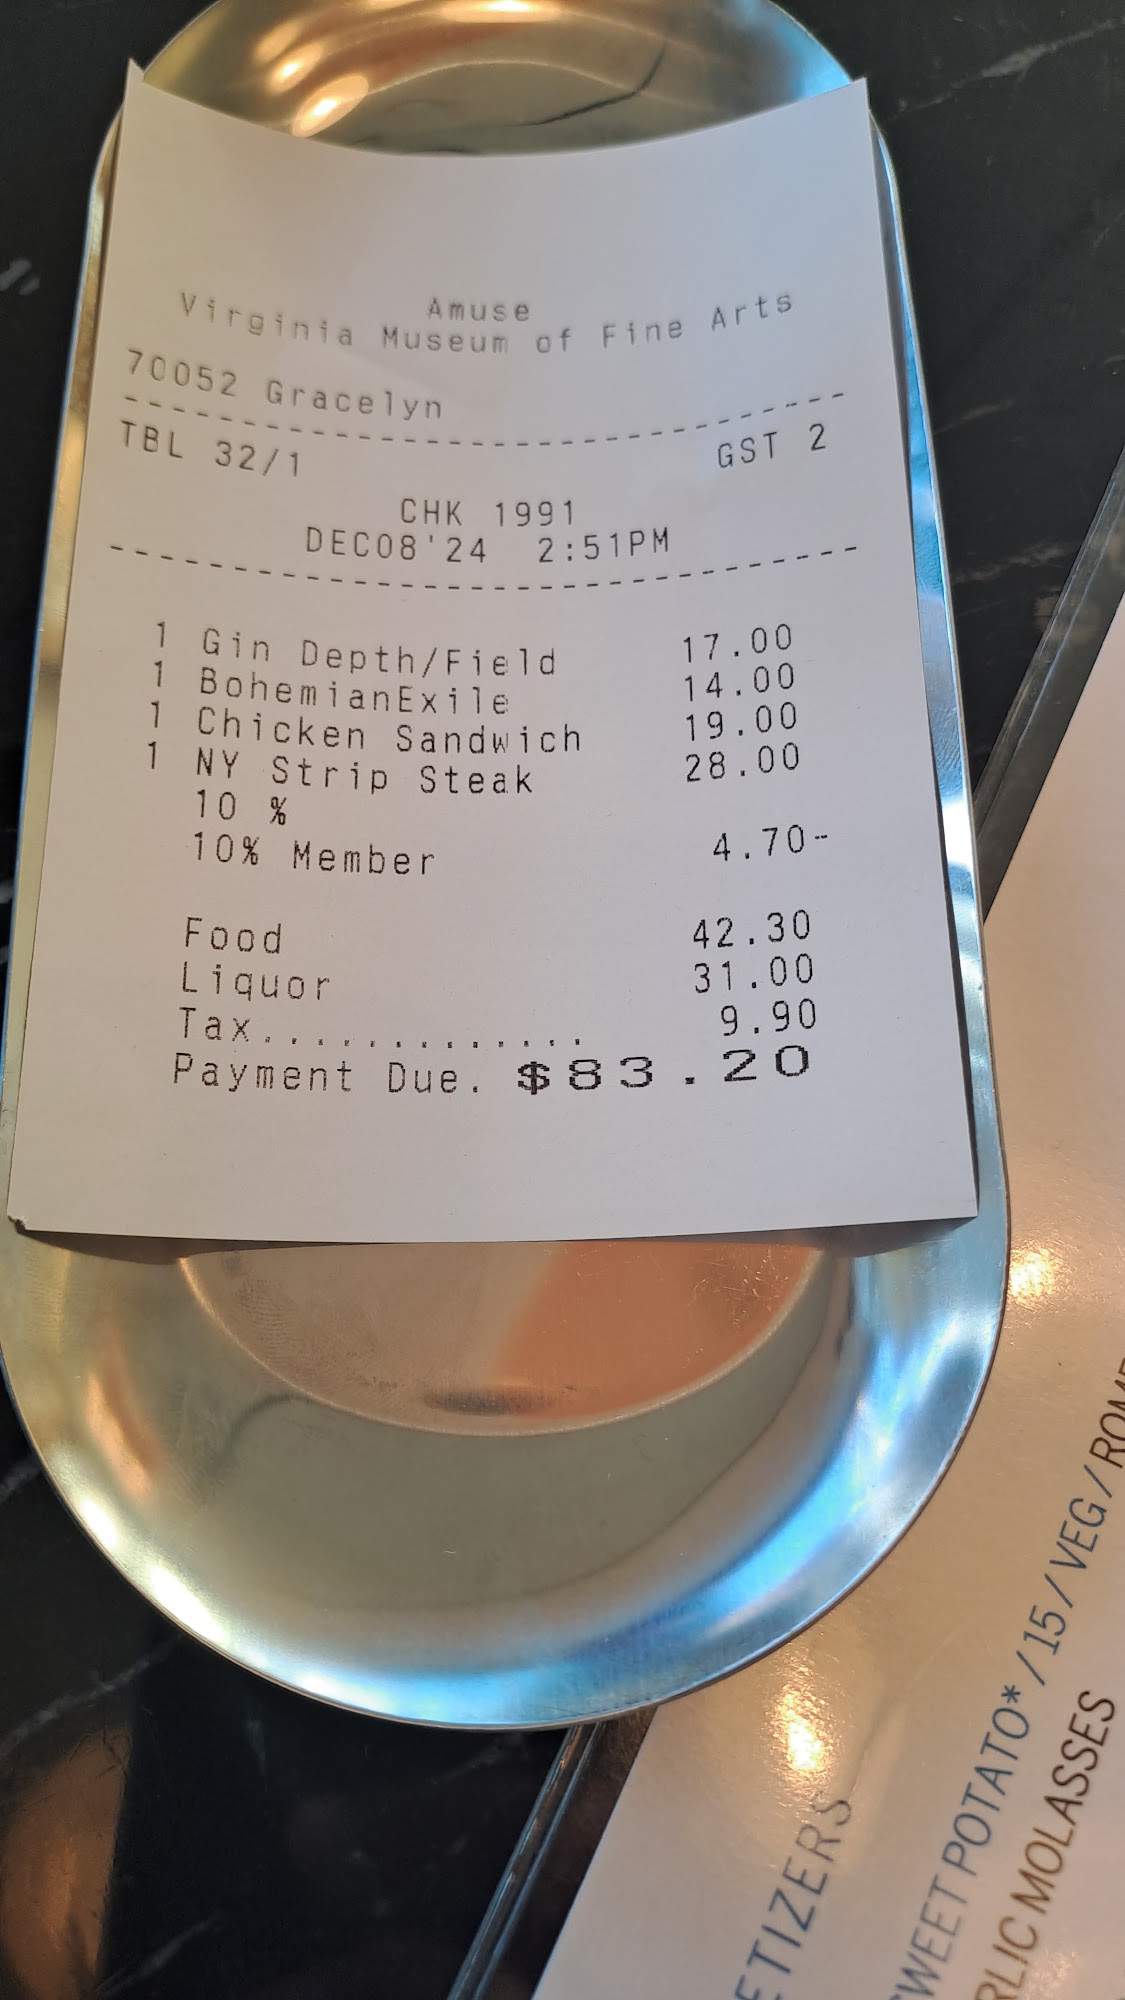 Amuse
Virginia Museum of Fine Arts
70052 Gracelyn
TBL 32/1 GST 2
CHK 1991
DEC08'24 2:51PM
1 Gin Depth/Field 17.00
1 BohemianExile 14.00
1 Chicken Sandwich 19.00
1 NY Strip Steak 28.00
10 %
10% Member 4.70-
Food 42.30
Liquor 31.00
Tax.............. 9.90
Payment Due. $83.20
ETIZERS
WEET POTATO* / 15 / VEG / ROM
RLIC MOLASSES